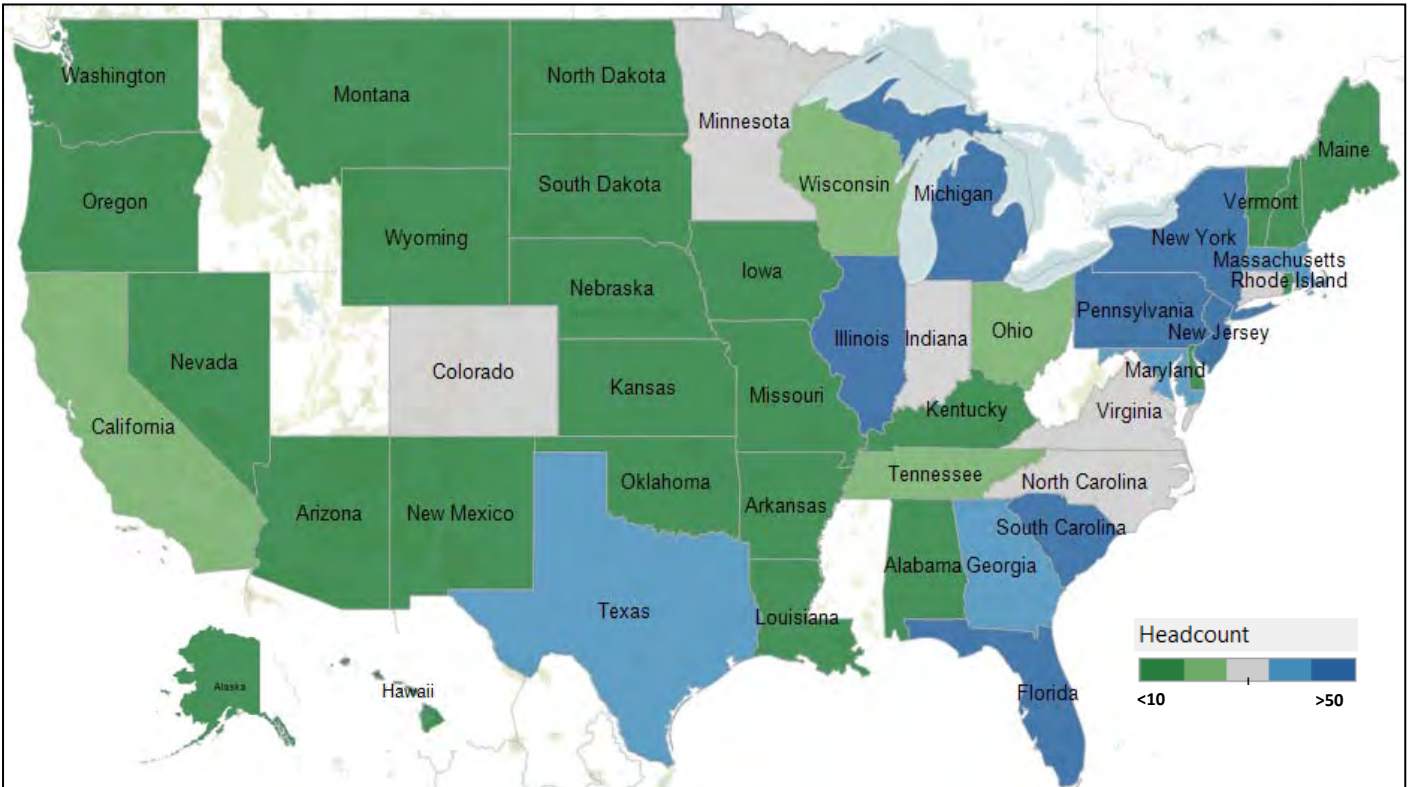 Washington
Montana
North Dakota
Minnesota
Maine
Oregon
Wyoming
South Dakota
Wisconsin
Michigan
Vermont
New York
Massachusetts
Rhode Island
Nebraska
Iowa
Nevada
Colorado
Kansas
Missouri
Illinois
Indiana
Ohio
Pennsylvania
New Jersey
Maryland
California
Kentucky
Virginia
Tennessee
North Carolina
Arizona
New Mexico
Oklahoma
Arkansas
South Carolina
Alabama
Georgia
Texas
Louisiana
Alaska
Hawaii
Florida
Headcount
<10
>50